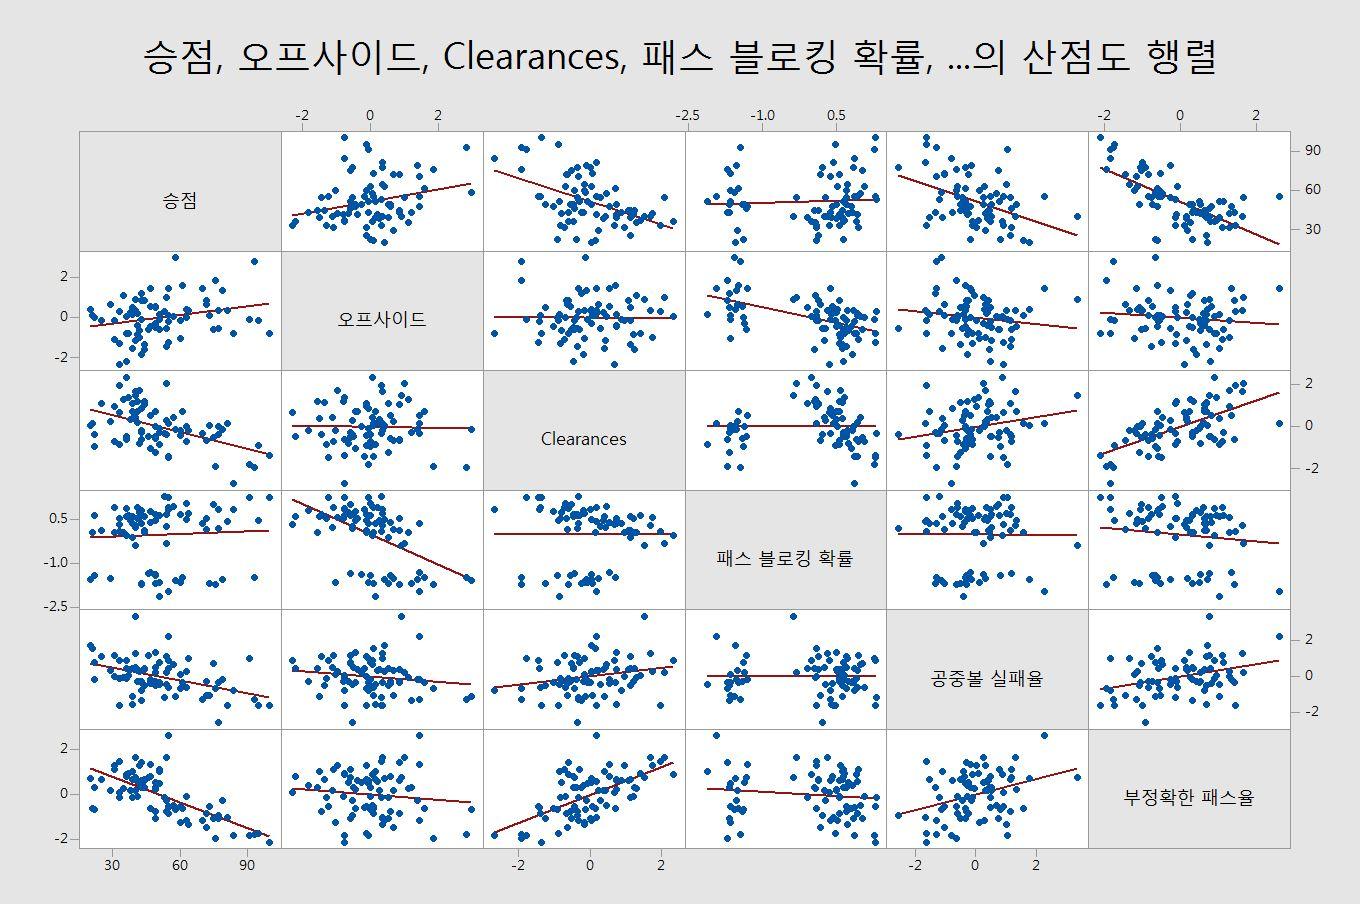 승점, 오프사이드, Clearances, 패스 블로킹 확률, ...의 산점도 행렬
-2 0 2 -2.5 -1.0 0.5 -2 0 2
승점 90 60 30
2 0 -2 오프사이드
Clearances 2 0 -2
0.5 -1.0 -2.5 패스 블로킹 확률
공중볼 실패율 2 0 -2
2 0 -2 부정확한 패스율
30 60 90 -2 0 2 -2 0 2